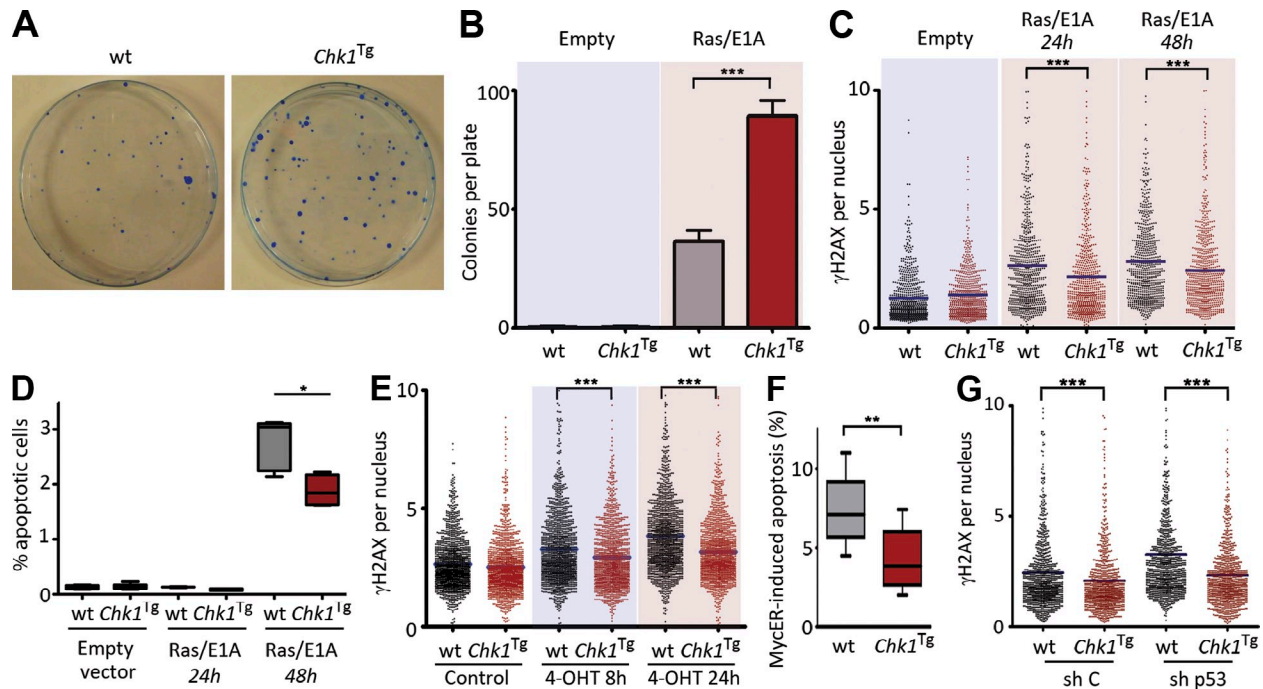 A
wt
Chk1Tg
B
Empty
Ras/E1A
***
100
50
0
Colonies per plate
wt
Chk1Tg
wt
Chk1Tg
C
Empty
Ras/E1A
24h
Ras/E1A
48h
***
***
10
5
0
γH2AX per nucleus
wt
Chk1Tg
wt
Chk1Tg
wt
Chk1Tg
D
*
3
2
1
0
% apoptotic cells
wt Chk1Tg
wt Chk1Tg
wt Chk1Tg
Empty
vector
Ras/E1A
24h
Ras/E1A
48h
E
***
***
10
5
0
γH2AX per nucleus
wt Chk1Tg
wt Chk1Tg
wt Chk1Tg
Control
4-OHT 8h
4-OHT 24h
F
**
10
5
0
MycER-induced apoptosis (%)
wt
Chk1Tg
G
***
***
10
5
0
γH2AX per nucleus
wt
Chk1Tg
wt
Chk1Tg
sh C
sh p53